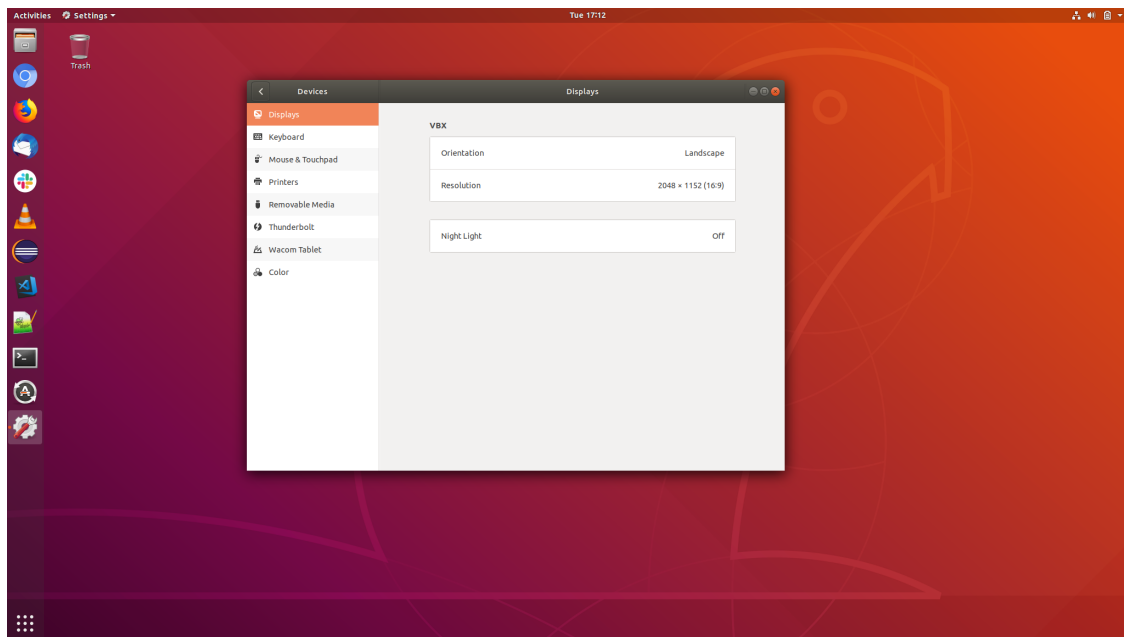 Activities Settings Tue 17:12
Trash
Devices Displays
Displays
Keyboard
Mouse & Touchpad
Printers
Removable Media
Thunderbolt
Wacom Tablet
Color
VBX
Orientation Landscape
Resolution 2048 × 1152 (16:9)
Night Light Off